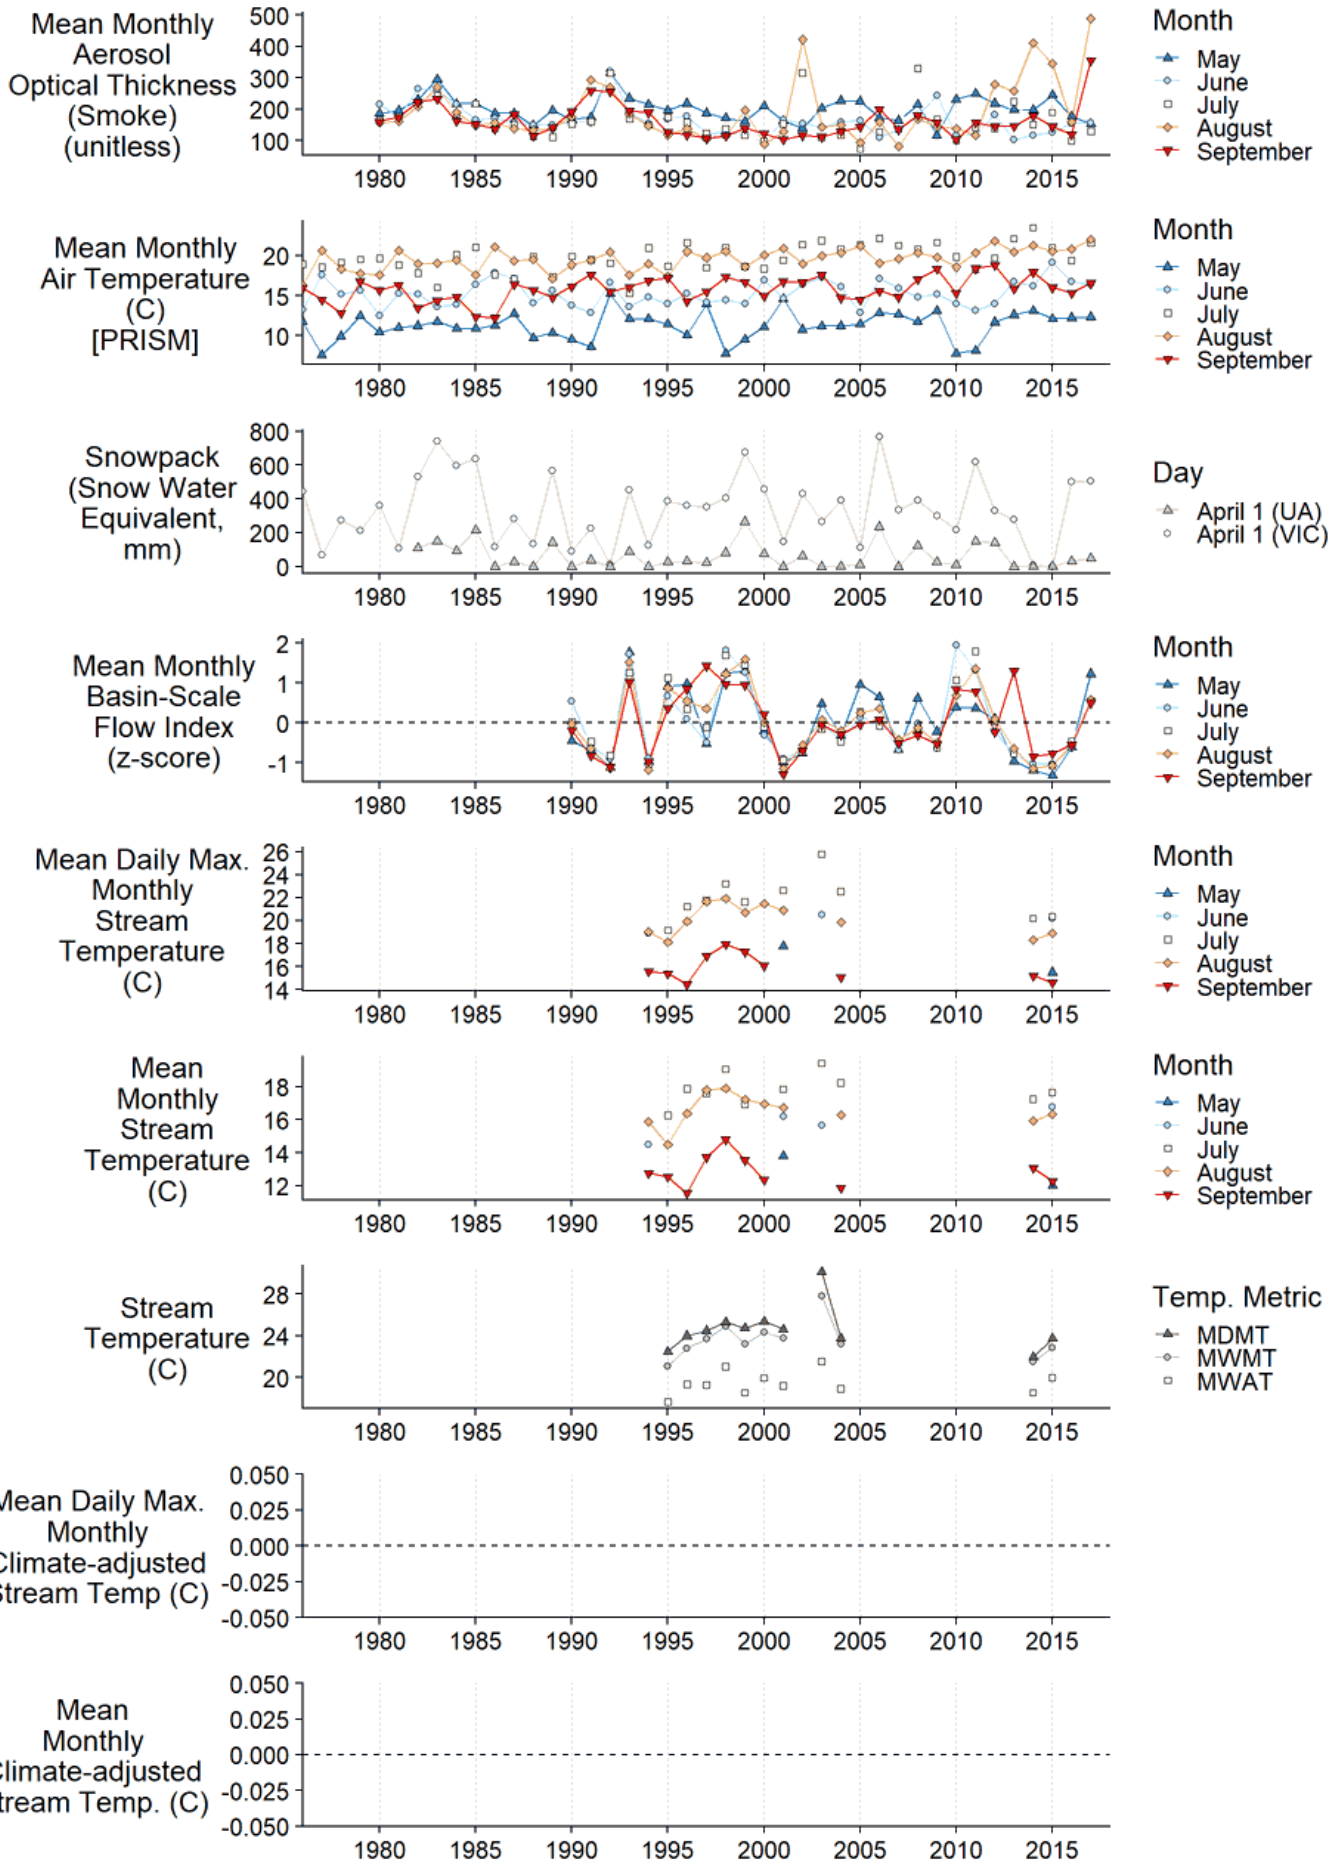 Mean Monthly
Aerosol
Optical Thickness
(Smoke)
(unitless)
500
400
300
200
100
1980 1985 1990 1995 2000 2005 2010 2015
Month
May
June
July
August
September
Mean Monthly
Air Temperature
(C)
[PRISM]
20
15
10
1980 1985 1990 1995 2000 2005 2010 2015
Month
May
June
July
August
September
Snowpack
(Snow Water
Equivalent,
mm)
800
600
400
200
0
1980 1985 1990 1995 2000 2005 2010 2015
Day
April 1 (UA)
April 1 (VIC)
Mean Monthly
Basin-Scale
Flow Index
(z-score)
2
1
0
-1
1980 1985 1990 1995 2000 2005 2010 2015
Month
May
June
July
August
September
Mean Daily Max.
Monthly
Stream
Temperature
(C)
26
24
22
20
18
16
14
1980 1985 1990 1995 2000 2005 2010 2015
Month
May
June
July
August
September
Mean
Monthly
Stream
Temperature
(C)
18
16
14
12
1980 1985 1990 1995 2000 2005 2010 2015
Month
May
June
July
August
September
Stream
Temperature
(C)
28
24
20
1980 1985 1990 1995 2000 2005 2010 2015
Temp. Metric
MDMT
MWMT
MWAT
Mean Daily Max.
Monthly
Climate-adjusted
Stream Temp (C)
0.050
0.025
0.000
-0.025
-0.050
1980 1985 1990 1995 2000 2005 2010 2015
Mean
Monthly
Climate-adjusted
tream Temp. (C)
0.050
0.025
0.000
-0.025
-0.050
1980 1985 1990 1995 2000 2005 2010 2015